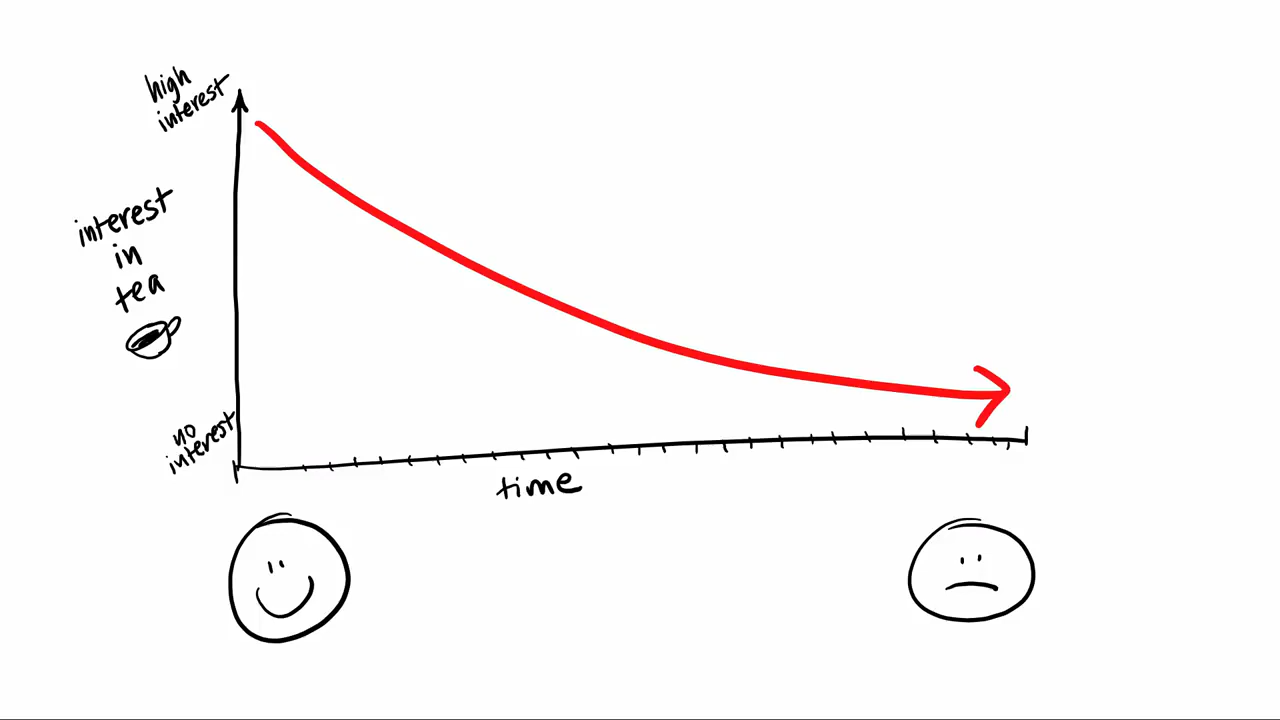 high
interest
interest
in
tea
no
interest
time